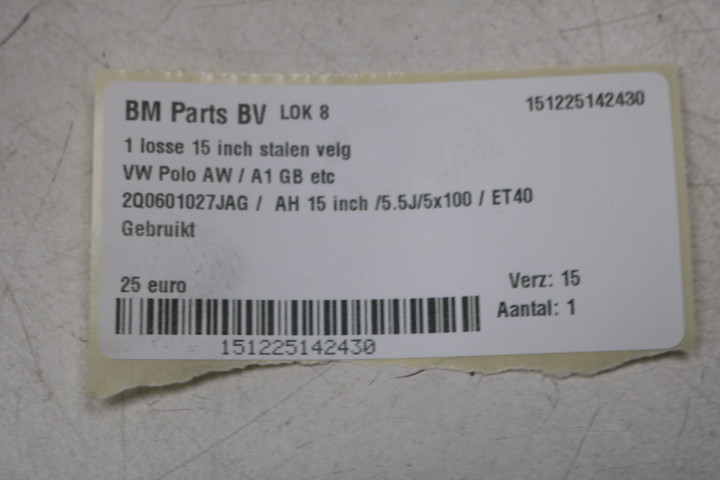 BM Parts BV LOK 8 151225142430
1 losse 15 inch stalen velg
VW Polo AW / A1 GB etc
2Q0601027JAG / AH 15 inch /5.5J/5x100 / ET40
Gebruikt
25 euro Verz: 15
Aantal: 1
151225142430